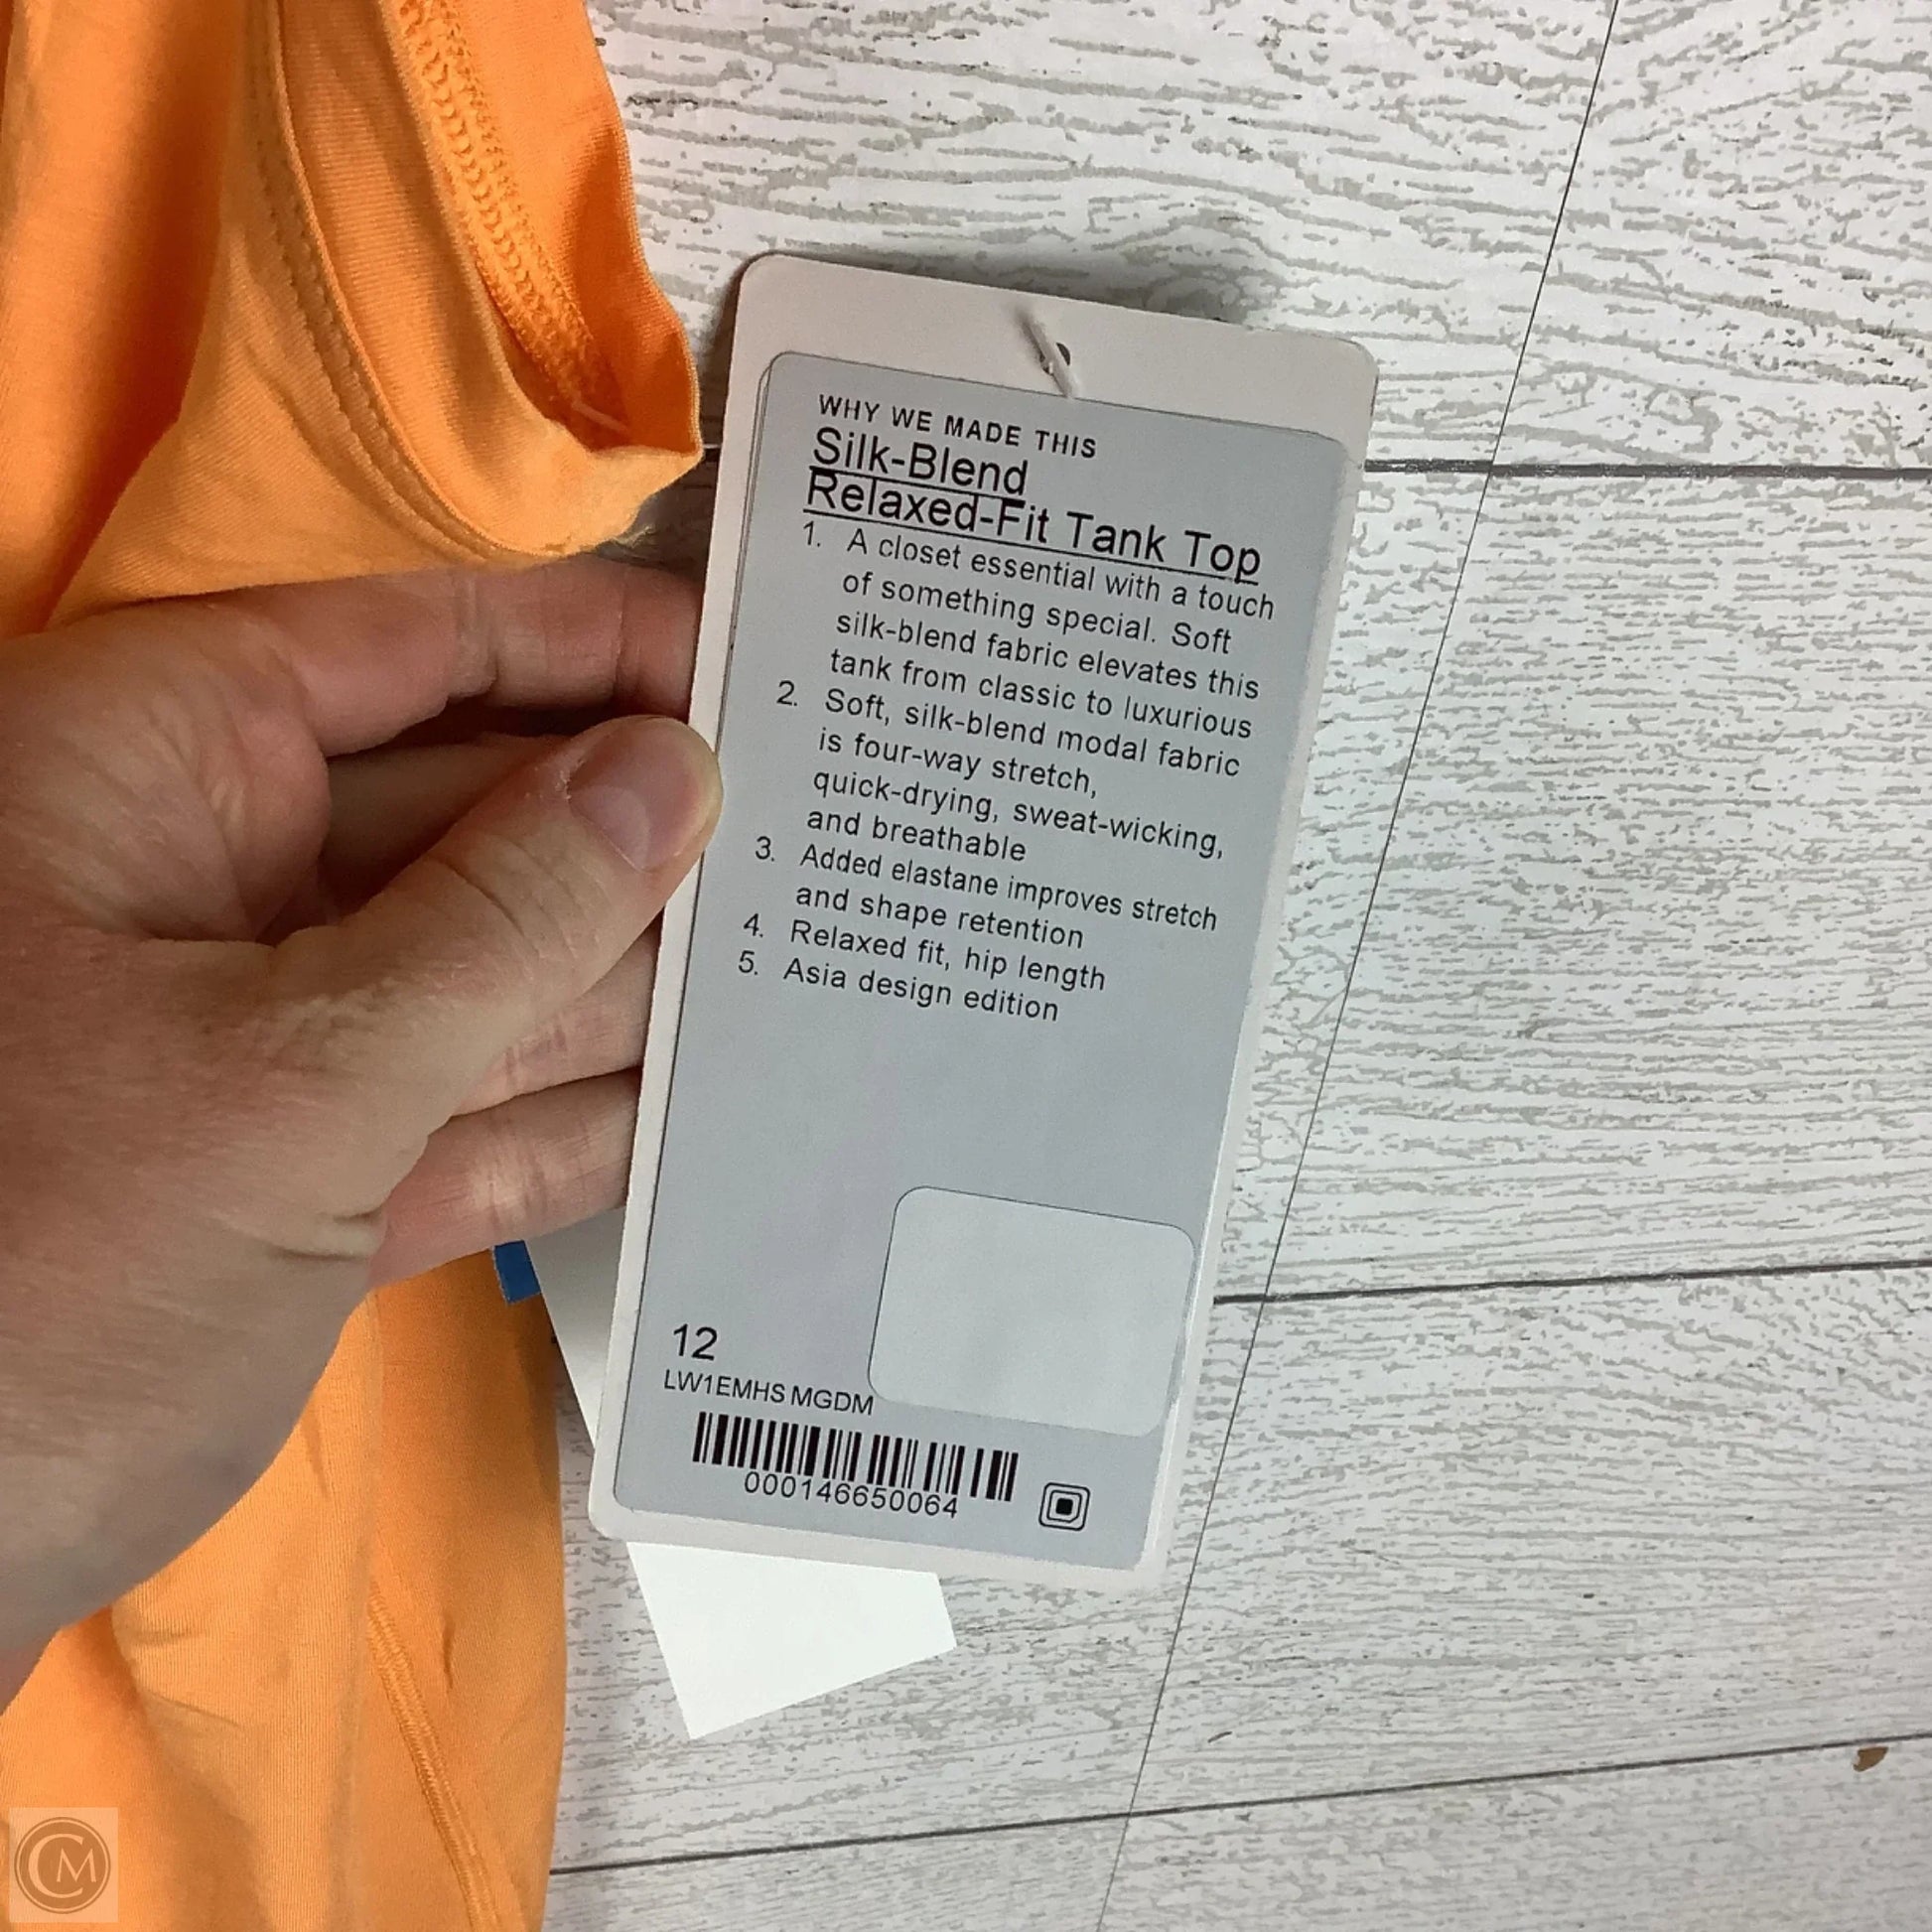 WHY WE MADE THIS
Silk-Blend
Relaxed-Fit Tank Top
1. A closet essential with a touch
of something special. Soft
silk-blend fabric elevates this
tank from classic to luxurious
2. Soft, silk-blend modal fabric
is four-way stretch,
quick-drying, sweat-wicking,
and breathable
3. Added elastane improves stretch
and shape retention
4. Relaxed fit, hip length
5. Asia design edition
12
LW1EMHS MGDM
000146650064
CM